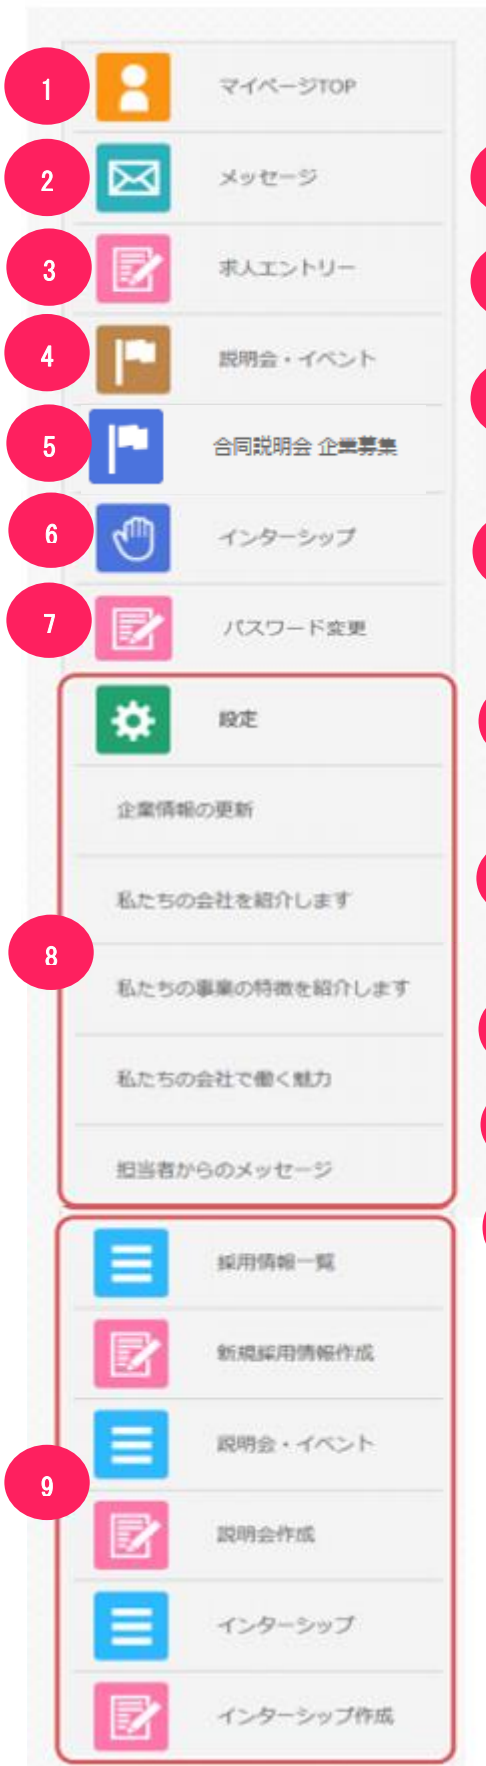 1 マイページTOP
2 メッセージ
3 求人エントリー
4 説明会・イベント
5 合同説明会 企業募集
6 インターシップ
7 パスワード変更
設定
企業情報の更新
私たちの会社を紹介します
8
私たちの事業の特徴を紹介します
私たちの会社で働く魅力
担当者からのメッセージ
採用情報一覧
新規採用情報作成
説明会・イベント
9
説明会作成
インターシップ
インターシップ作成